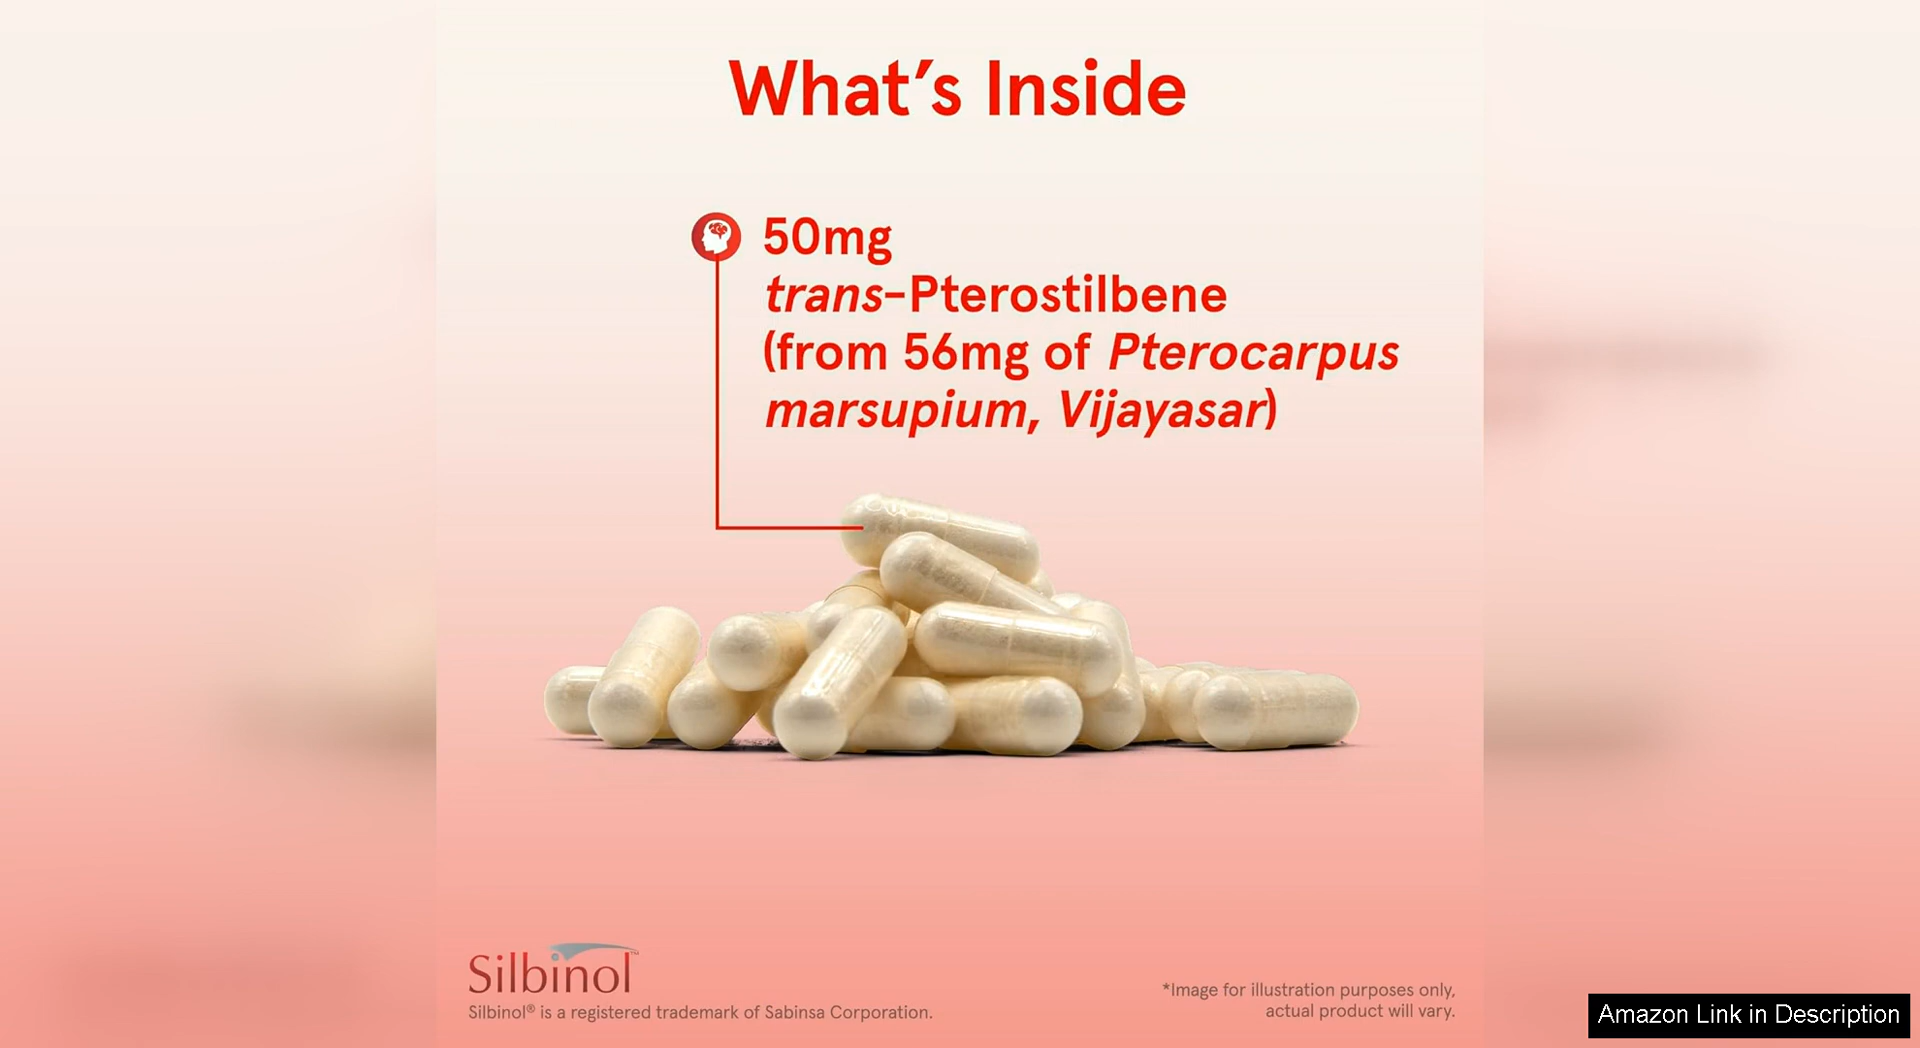 What's Inside
50mg
trans-Pterostilbene
(from 56mg of Pterocarpus
marsupium, Vijayasar)
Silbinol™
Silbinol® is a registered trademark of Sabinsa Corporation.
*Image for illustration purposes only,
actual product will vary.
Amazon Link in Description